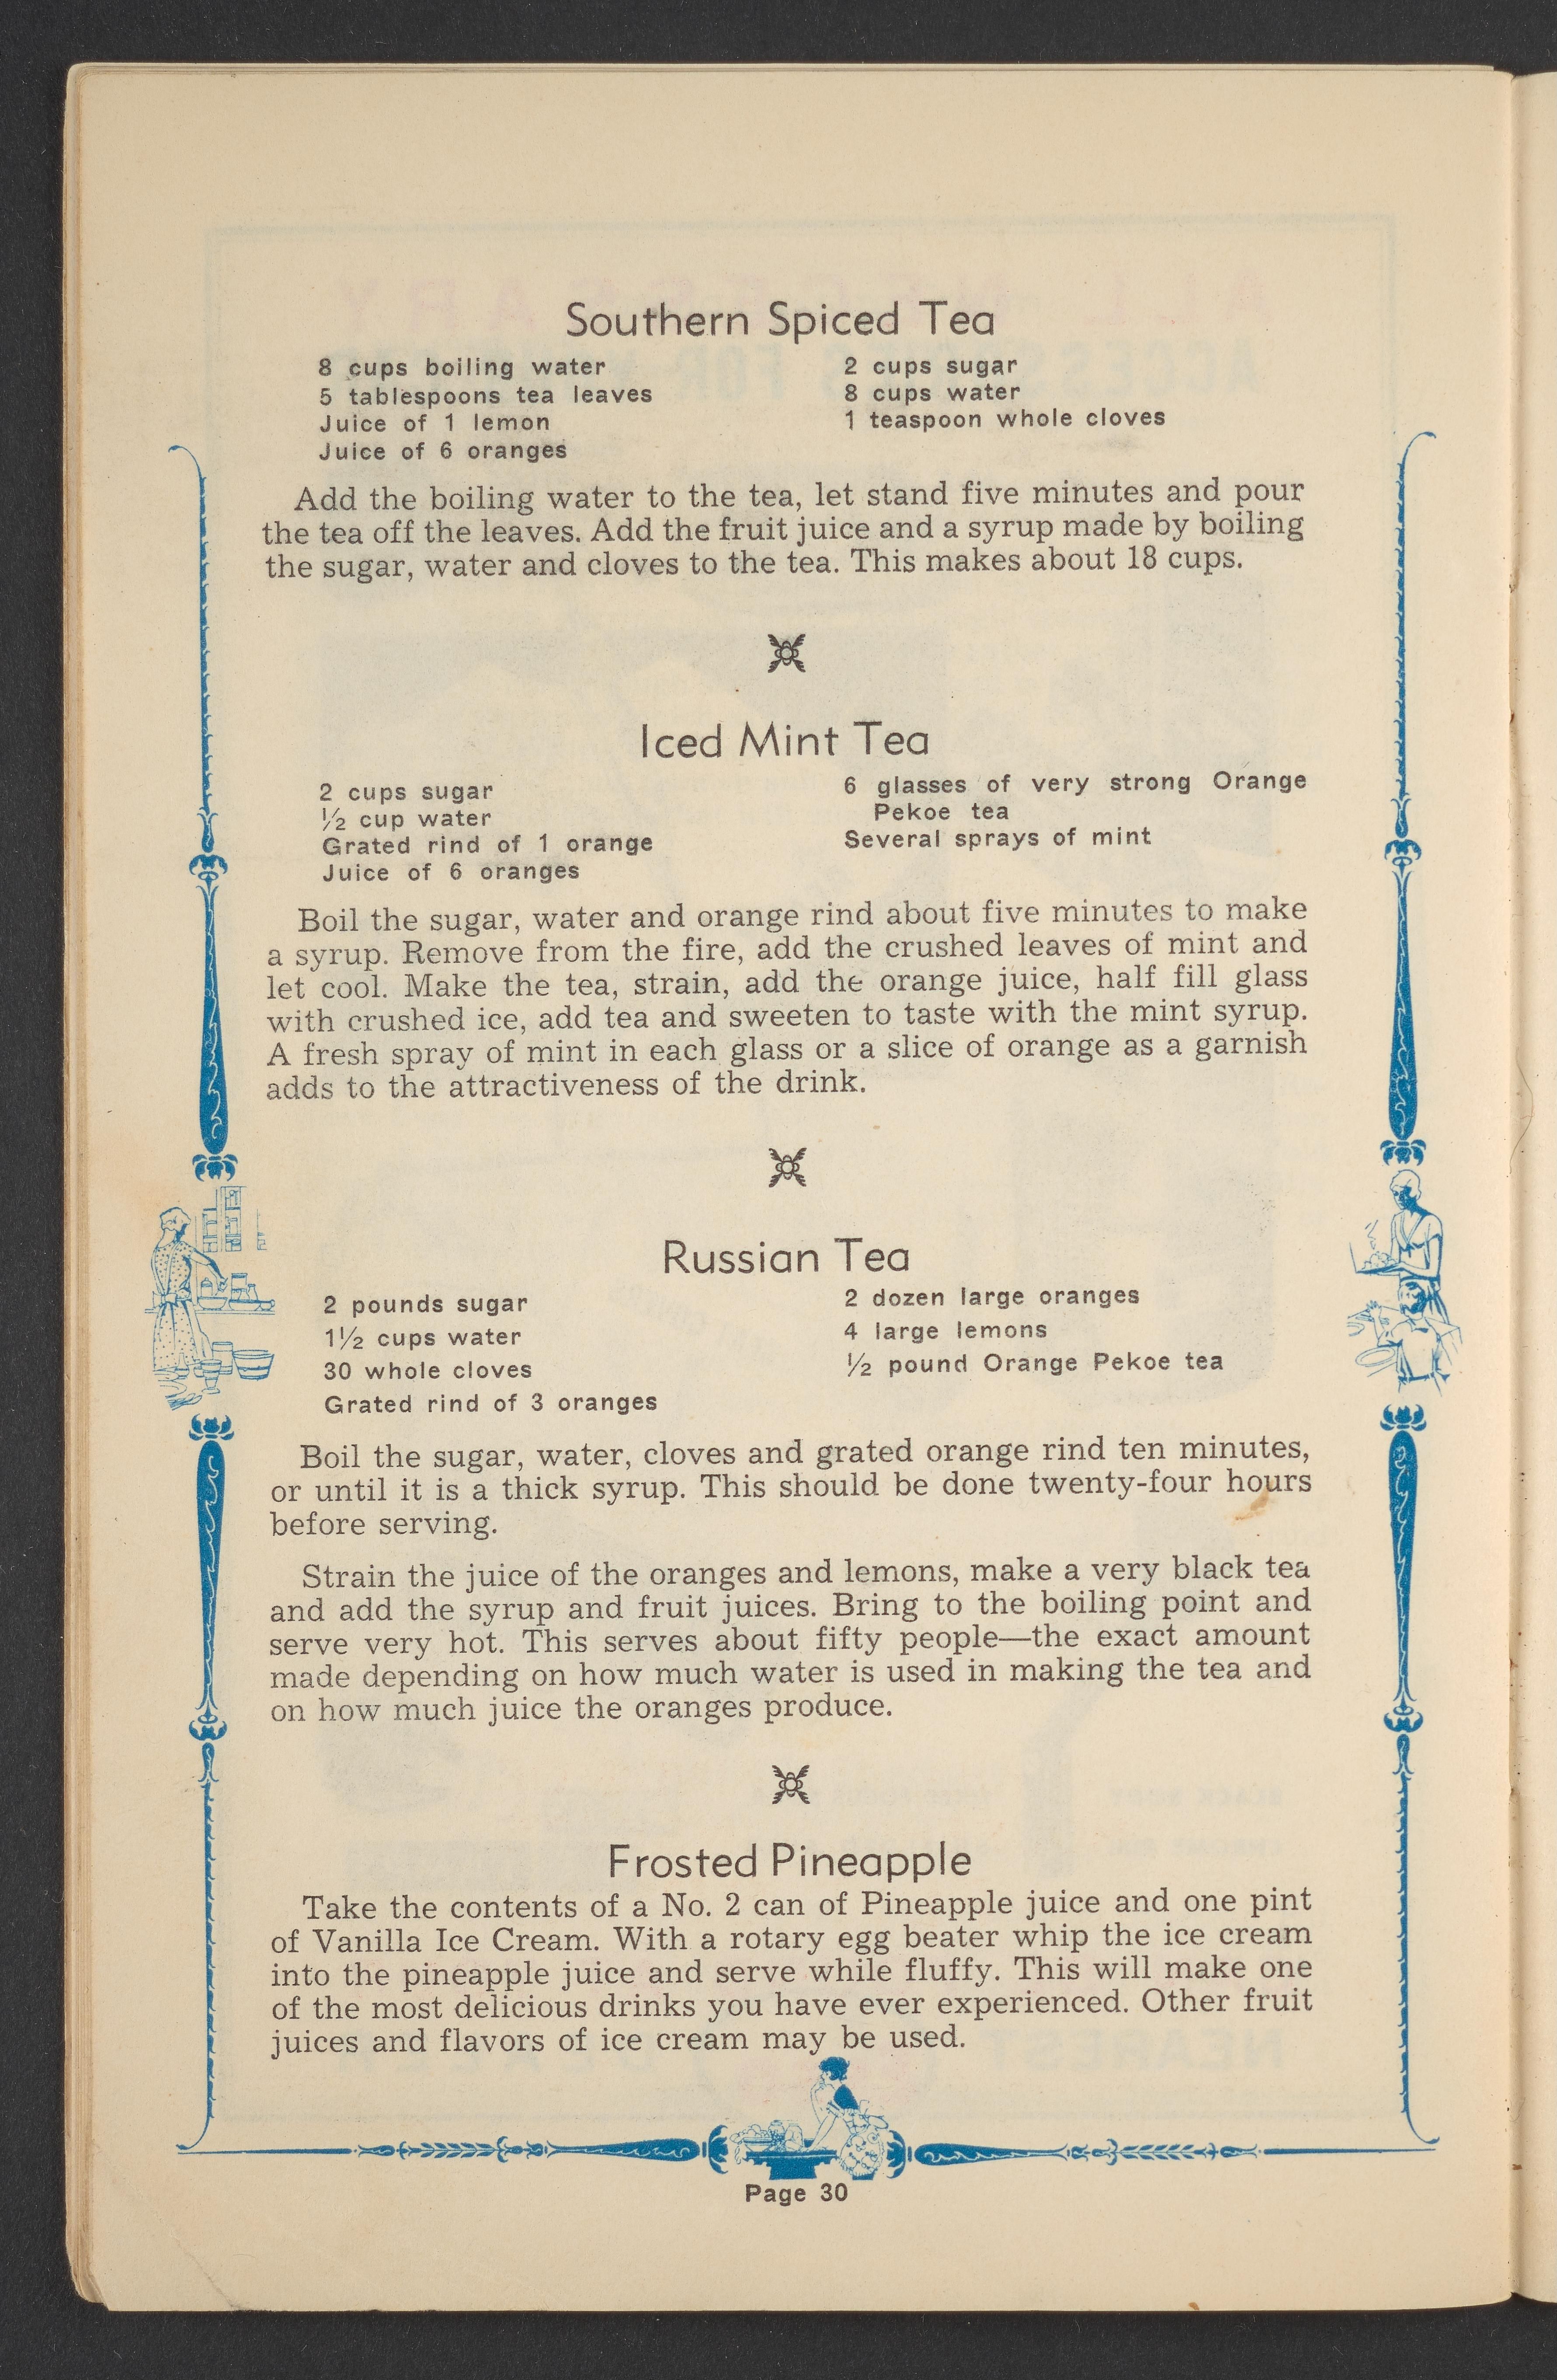 Southern Spiced Tea
8 cups boiling water
5 tablespoons tea leaves
Juice of 1 lemon
Juice of 6 oranges
2 cups sugar
8 cups water
1 teaspoon whole cloves
Add the boiling water to the tea, let stand five minutes and pour
the tea off the leaves. Add the fruit juice and a syrup made by boiling
the sugar, water and cloves to the tea. This makes about 18 cups.
Iced Mint Tea
2 cups sugar
½ cup water
Grated rind of 1 orange
Juice of 6 oranges
6 glasses of very strong Orange
Pekoe tea
Several sprays of mint
Boil the sugar, water and orange rind about five minutes to make
a syrup. Remove from the fire, add the crushed leaves of mint and
let cool. Make the tea, strain, add the orange juice, half fill glass
with crushed ice, add tea and sweeten to taste with the mint syrup.
A fresh spray of mint in each glass or a slice of orange as a garnish
adds to the attractiveness of the drink.
Russian Tea
2 pounds sugar
1½ cups water
30 whole cloves
Grated rind of 3 oranges
2 dozen large oranges
4 large lemons
½ pound Orange Pekoe tea
Boil the sugar, water, cloves and grated orange rind ten minutes,
or until it is a thick syrup. This should be done twenty-four hours
before serving.
Strain the juice of the oranges and lemons, make a very black tea
and add the syrup and fruit juices. Bring to the boiling point and
serve very hot. This serves about fifty people—the exact amount
made depending on how much water is used in making the tea and
on how much juice the oranges produce.
Frosted Pineapple
Take the contents of a No. 2 can of Pineapple juice and one pint
of Vanilla Ice Cream. With a rotary egg beater whip the ice cream
into the pineapple juice and serve while fluffy. This will make one
of the most delicious drinks you have ever experienced. Other fruit
juices and flavors of ice cream may be used.
Page 30